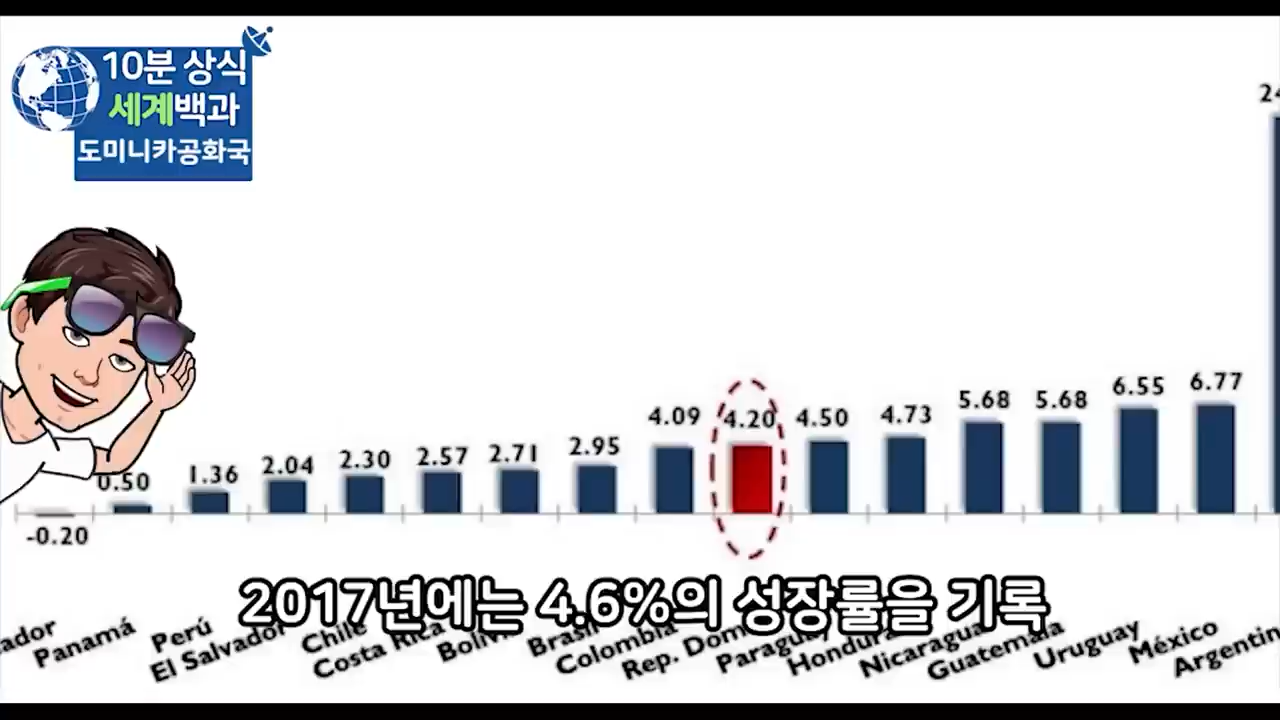 10분 상식
세계백과
도미니카공화국
24
6.77
6.55
5.68
5.68
4.73
4.50
4.20
4.09
2.95
2.71
2.57
2.30
2.04
1.36
0.50
-0.20
2017년에는 4.6%의 성장률을 기록
ador
Panamá
Perú
El Salvador
Chile
Costa Rica
Brasil
Colombia
Rep. Dom
Paraguay
Hondura
Nicaragua
Guatemala
Uruguay
México
Argentin